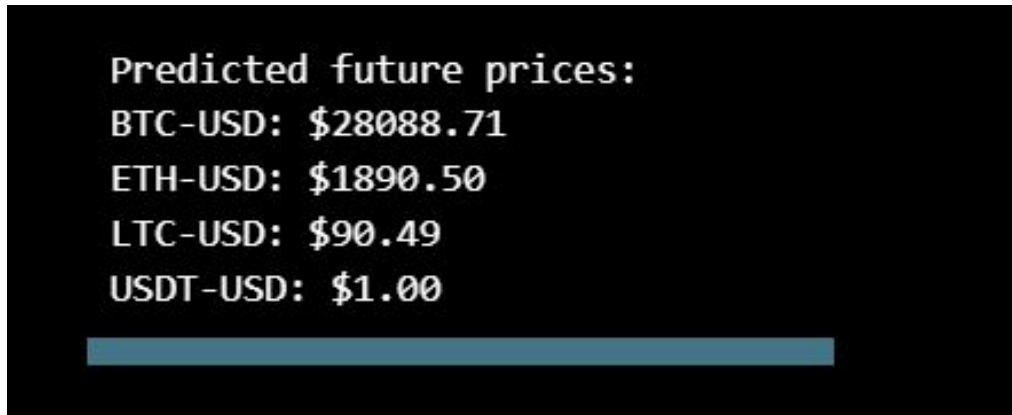 Predicted future prices:
BTC-USD: $28088.71
ETH-USD: $1890.50
LTC-USD: $90.49
USDT-USD: $1.00